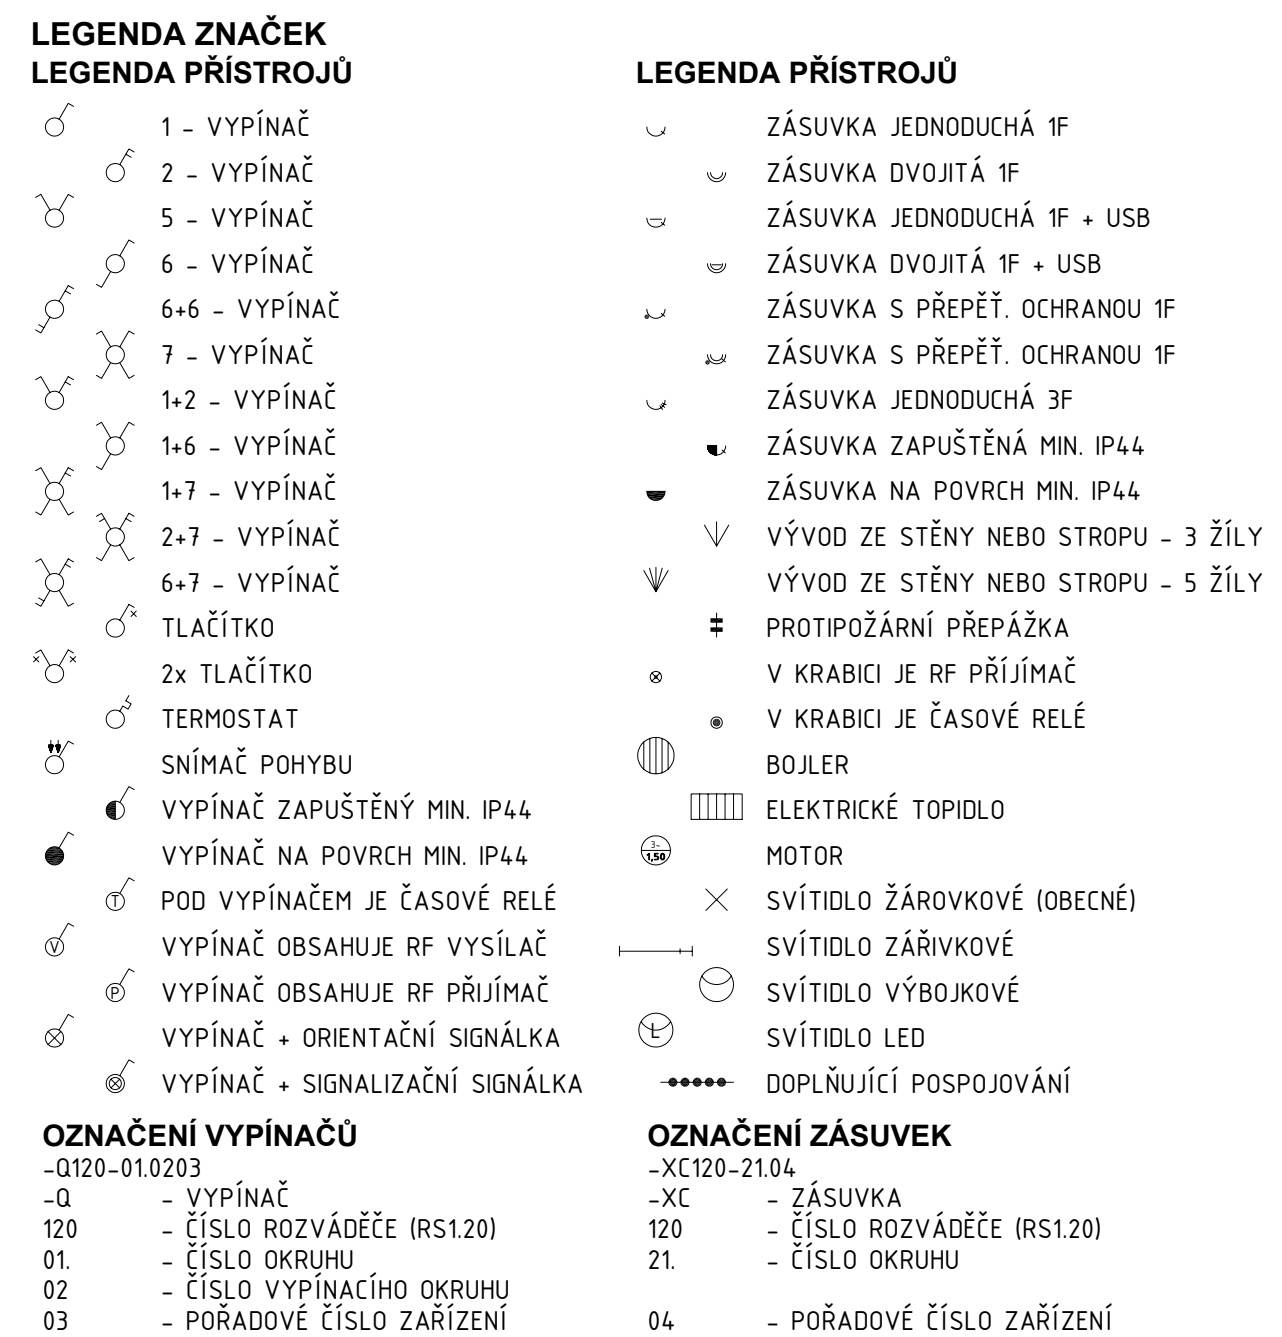 LEGENDA ZNAČEK
LEGENDA PŘÍSTROJŮ
1 - VYPÍNAČ
2 - VYPÍNAČ
5 - VYPÍNAČ
6 - VYPÍNAČ
6+6 - VYPÍNAČ
7 - VYPÍNAČ
1+2 - VYPÍNAČ
1+6 - VYPÍNAČ
1+7 - VYPÍNAČ
2+7 - VYPÍNAČ
6+7 - VYPÍNAČ
TLAČÍTKO
2x TLAČÍTKO
TERMOSTAT
SNÍMAČ POHYBU
VYPÍNAČ ZAPUŠTĚNÝ MIN. IP44
VYPÍNAČ NA POVRCH MIN. IP44
T POD VYPÍNAČEM JE ČASOVÉ RELÉ
V VYPÍNAČ OBSAHUJE RF VYSÍLAČ
P VYPÍNAČ OBSAHUJE RF PŘIJÍMAČ
VYPÍNAČ + ORIENTAČNÍ SIGNÁLKA
VYPÍNAČ + SIGNALIZAČNÍ SIGNÁLKA
OZNAČENÍ VYPÍNAČŮ
-Q120-01.0203
-Q - VYPÍNAČ
120 - ČÍSLO ROZVÁDĚČE (RS1.20)
01. - ČÍSLO OKRUHU
02 - ČÍSLO VYPÍNACÍHO OKRUHU
03 - POŘADOVÉ ČÍSLO ZAŘÍZENÍ
LEGENDA PŘÍSTROJŮ
ZÁSUVKA JEDNODUCHÁ 1F
ZÁSUVKA DVOJITÁ 1F
ZÁSUVKA JEDNODUCHÁ 1F + USB
ZÁSUVKA DVOJITÁ 1F + USB
ZÁSUVKA S PŘEPĚŤ. OCHRANOU 1F
ZÁSUVKA S PŘEPĚŤ. OCHRANOU 1F
ZÁSUVKA JEDNODUCHÁ 3F
ZÁSUVKA ZAPUŠTĚNÁ MIN. IP44
ZÁSUVKA NA POVRCH MIN. IP44
VÝVOD ZE STĚNY NEBO STROPU - 3 ŽÍLY
VÝVOD ZE STĚNY NEBO STROPU - 5 ŽÍLY
PROTIPOŽÁRNÍ PŘEPÁŽKA
V KRABICI JE RF PŘÍJÍMAČ
V KRABICI JE ČASOVÉ RELÉ
BOJLER
ELEKTRICKÉ TOPIDLO
3~
1,50 MOTOR
SVÍTIDLO ŽÁROVKOVÉ (OBECNÉ)
SVÍTIDLO ZÁŘIVKOVÉ
SVÍTIDLO VÝBOJKOVÉ
L SVÍTIDLO LED
DOPLŇUJÍCÍ POSPOJOVÁNÍ
OZNAČENÍ ZÁSUVEK
-XC120-21.04
-XC - ZÁSUVKA
120 - ČÍSLO ROZVÁDĚČE (RS1.20)
21. - ČÍSLO OKRUHU
04 - POŘADOVÉ ČÍSLO ZAŘÍZENÍ